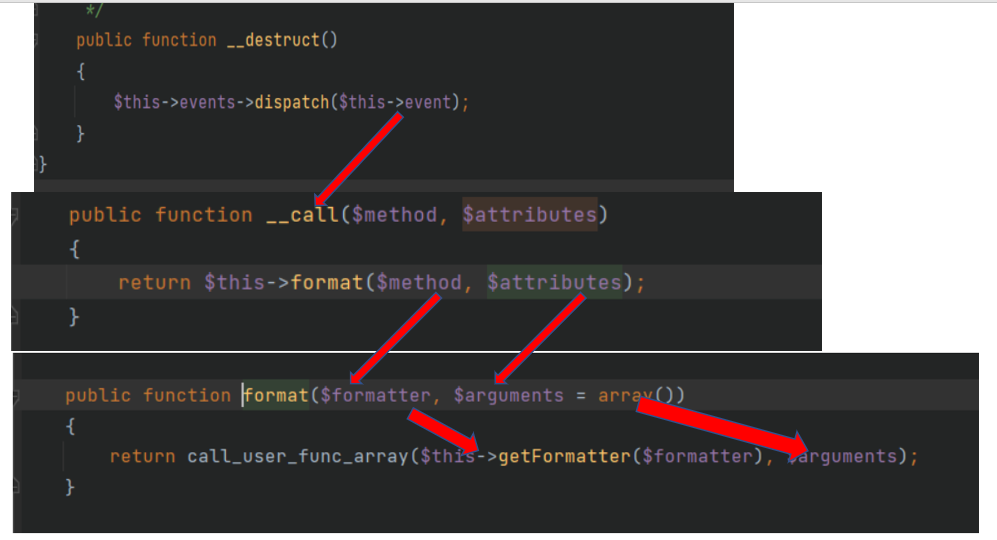 */
public function __destruct()
{
$this->events->dispatch($this->event);
}
}
public function __call($method, $attributes)
{
return $this->format($method, $attributes);
}
public function format($formatter, $arguments = array())
{
return call_user_func_array($this->getFormatter($formatter), $arguments);
}